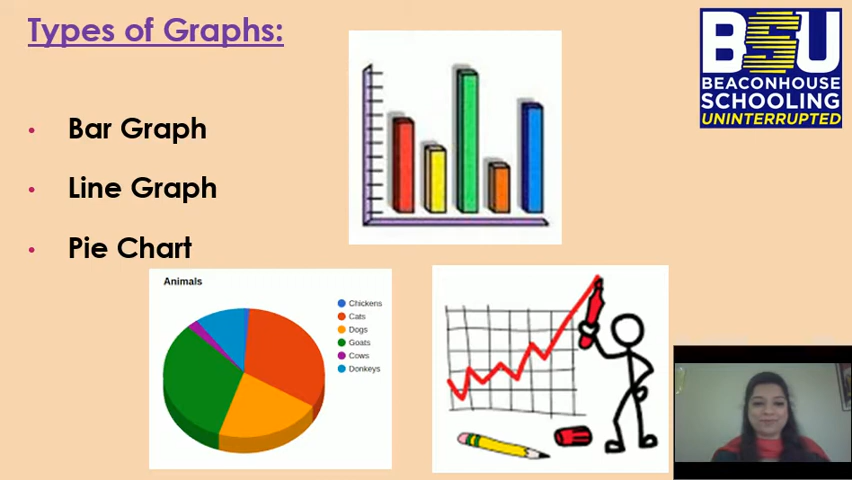 Types of Graphs:
BSU
BEACONHOUSE
SCHOOLING
UNINTERRUPTED
• Bar Graph
• Line Graph
• Pie Chart
Animals
Chickens
Cats
Dogs
Goats
Cows
Donkeys